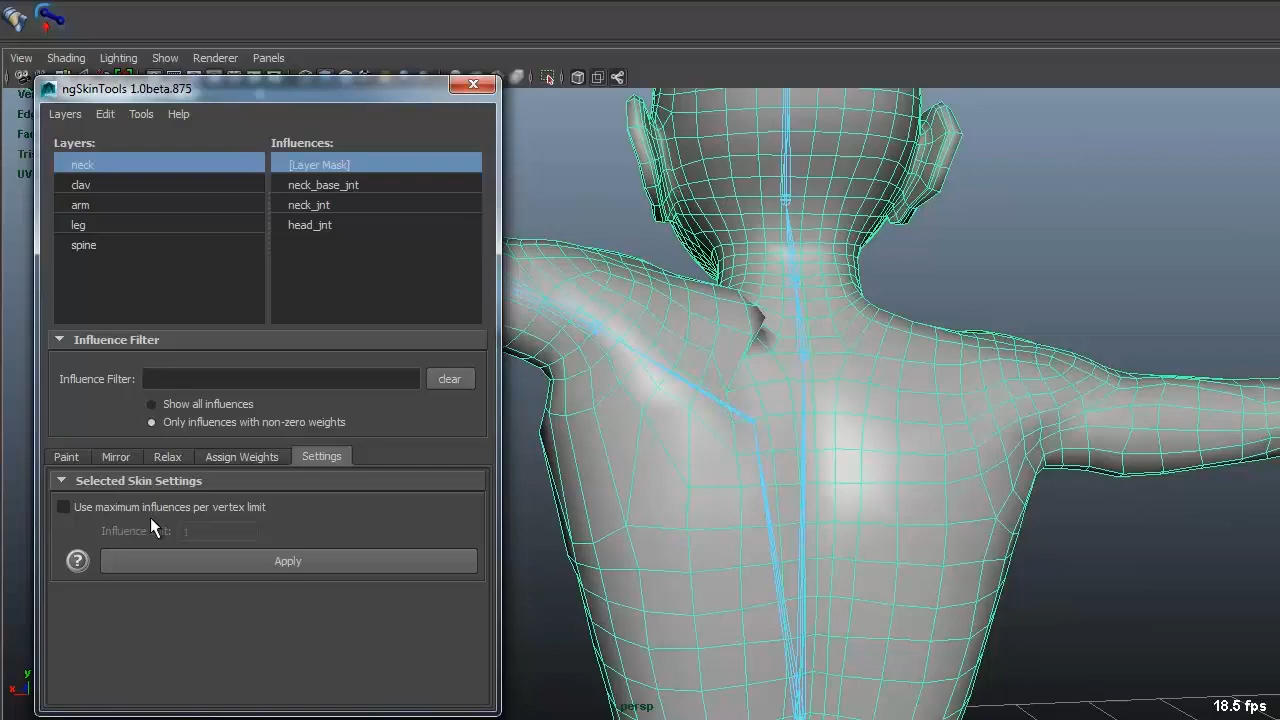 View Shading Lighting Show Renderer Panels
ngSkinTools 1.0beta.875
Layers Edit Tools Help
Layers: Influences:
neck [Layer Mask]
clav neck_base_jnt
arm neck_jnt
leg head_jnt
spine
Influence Filter
Influence Filter: clear
Show all influences
Only influences with non-zero weights
Paint Mirror Relax Assign Weights Settings
Selected Skin Settings
Use maximum influences per vertex limit
Influence 1
? Apply
y
x
persp
18.5 fps